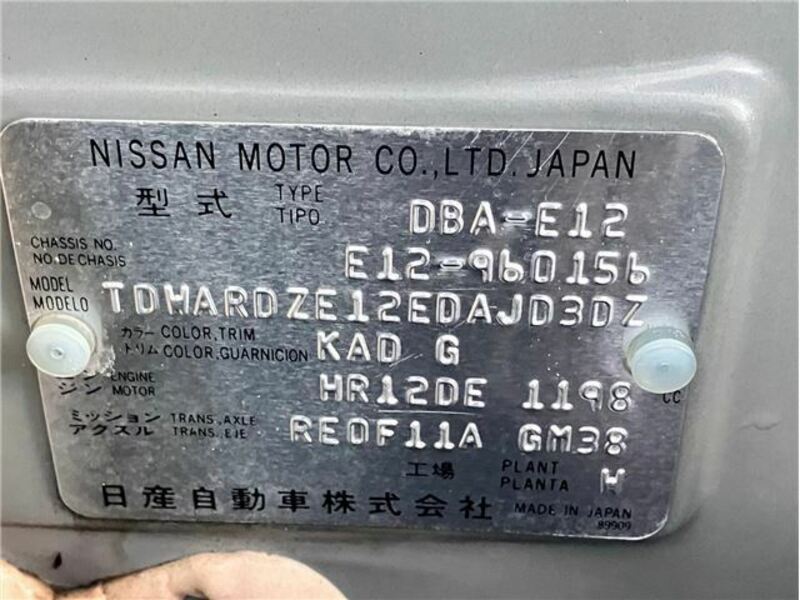 NISSAN MOTOR CO.,LTD. JAPAN
型式 TYPE TIPO DBA-E12
CHASSIS NO. NO.DE CHASIS E12-960156
MODEL MODELO TDHARDZE12EDAJD3DZ
カラー COLOR,TRIM トリム COLOR,GUARNICION KAD G
ENGINE ジン MOTOR HR12DE 1198 CC
ミッション TRANS.AXLE アクスル TRANS.EJE RE0F11A GM38
工場 PLANT PLANTA W
日産自動車株式会社 MADE IN JAPAN
89909